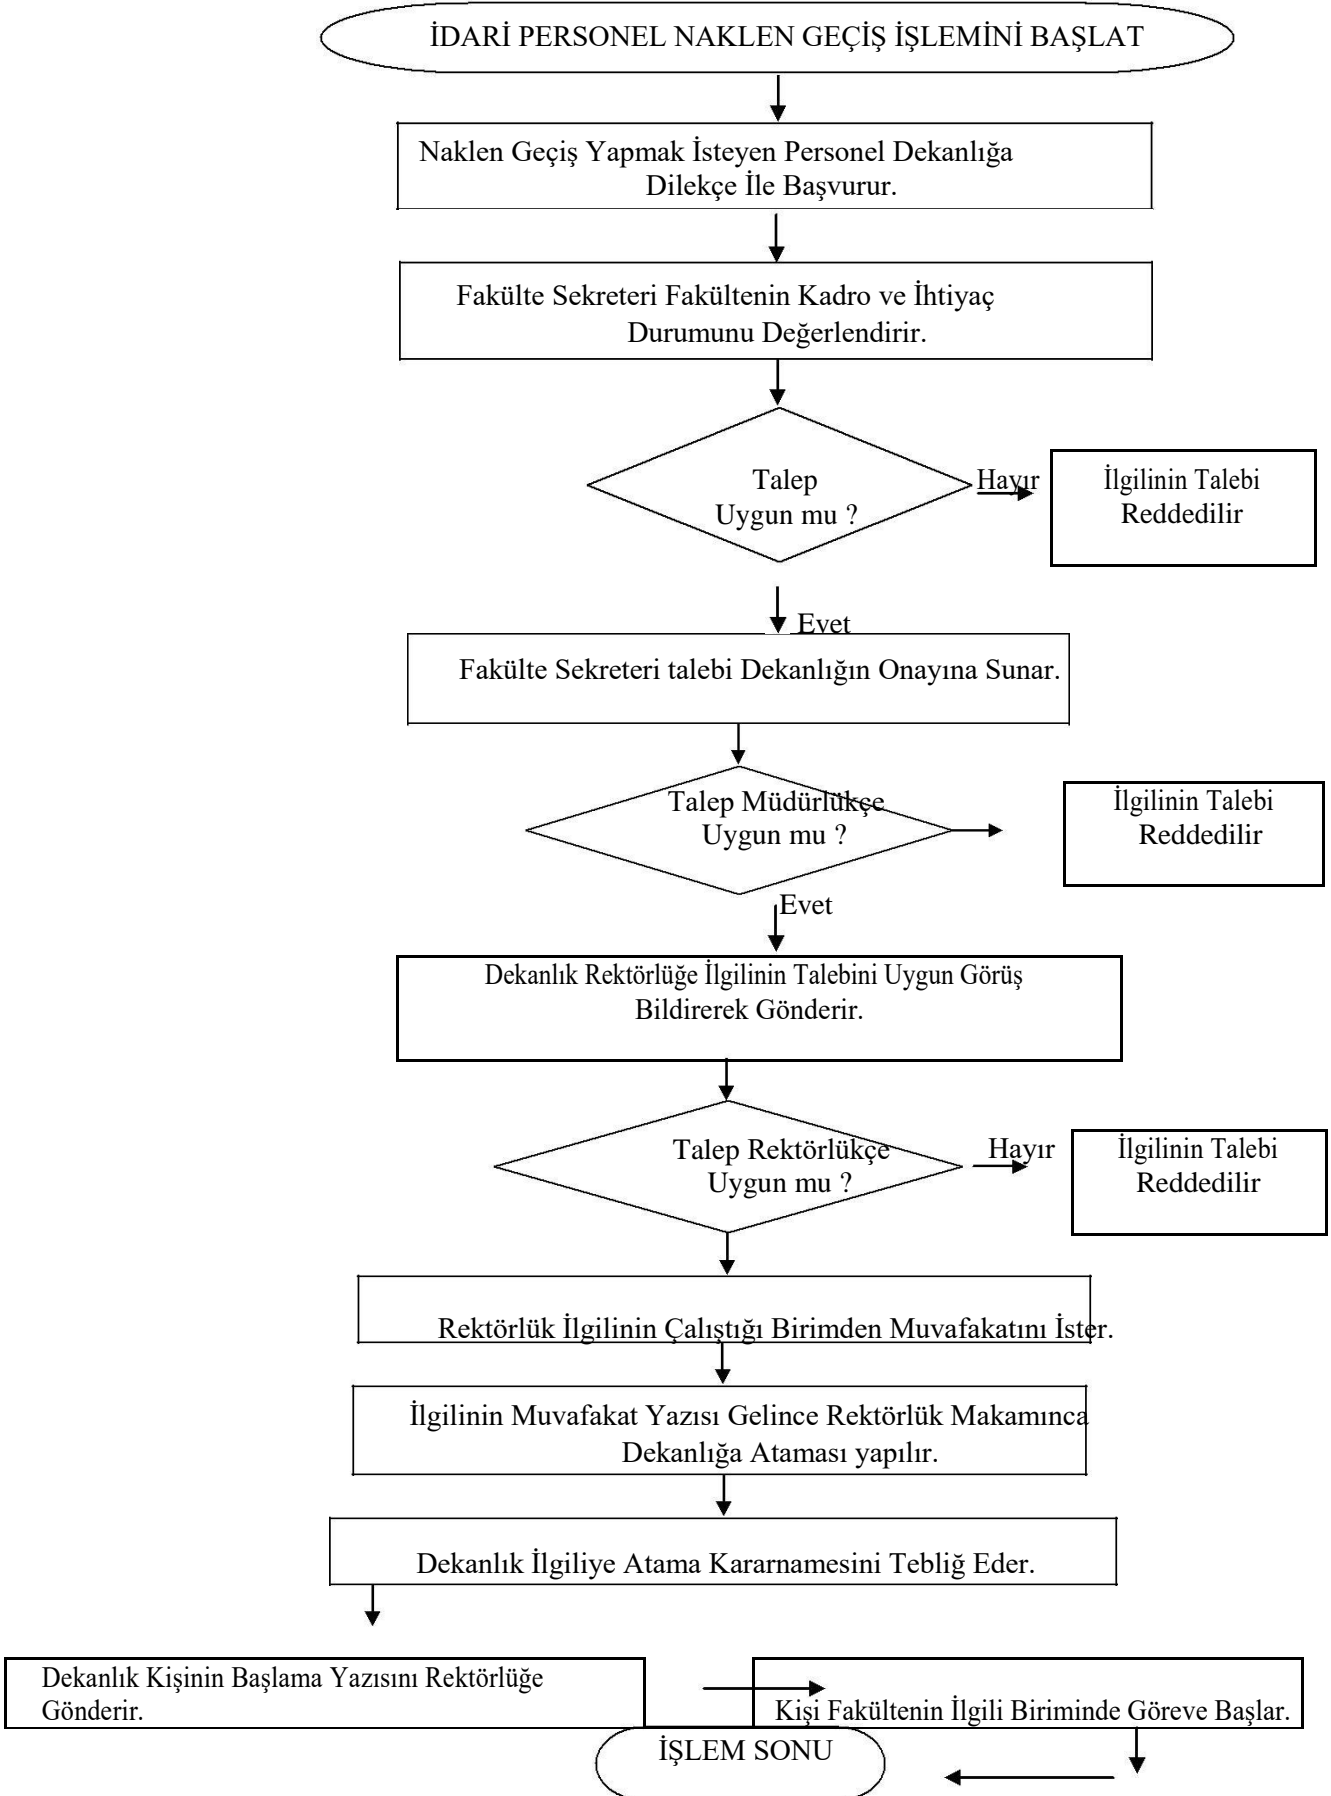 İDARİ PERSONEL NAKLEN GEÇİŞ İŞLEMİNİ BAŞLAT
Naklen Geçiş Yapmak İsteyen Personel Dekanlığa
Dilekçe İle Başvurur.
Fakülte Sekreteri Fakültenin Kadro ve İhtiyaç
Durumunu Değerlendirir.
Talep
Uygun mu ?
Hayır
İlgilinin Talebi
Reddedilir
Evet
Fakülte Sekreteri talebi Dekanlığın Onayına Sunar.
Talep Müdürlükçe
Uygun mu ?
İlgilinin Talebi
Reddedilir
Evet
Dekanlık Rektörlüğe İlgilinin Talebini Uygun Görüş
Bildirerek Gönderir.
Talep Rektörlükçe
Uygun mu ?
Hayır
İlgilinin Talebi
Reddedilir
Rektörlük İlgilinin Çalıştığı Birimden Muvafakatını İster.
İlgilinin Muvafakat Yazısı Gelince Rektörlük Makamınca
Dekanlığa Ataması yapılır.
Dekanlık İlgiliye Atama Kararnamesini Tebliğ Eder.
Dekanlık Kişinin Başlama Yazısını Rektörlüğe
Gönderir.
Kişi Fakültenin İlgili Biriminde Göreve Başlar.
İŞLEM SONU